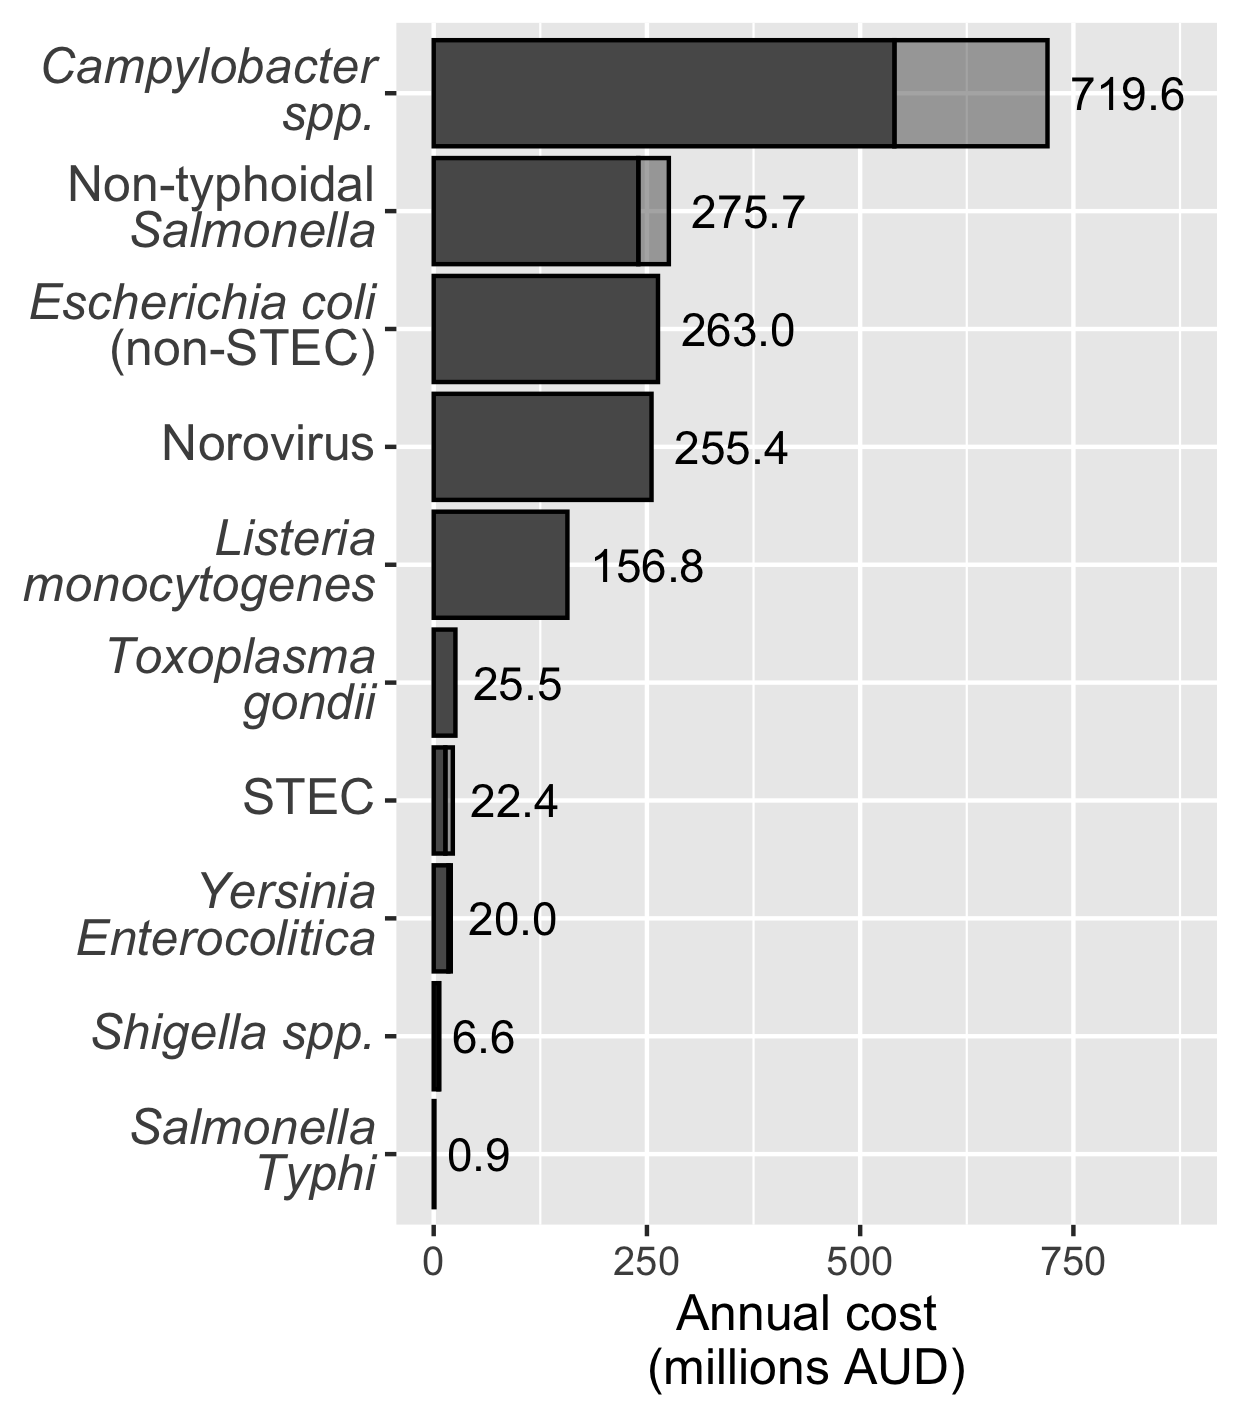 Campylobacter
spp.
719.6
Non-typhoidal
Salmonella
275.7
Escherichia coli
(non-STEC)
263.0
Norovirus
255.4
Listeria
monocytogenes
156.8
Toxoplasma
gondii
25.5
STEC
22.4
Yersinia
Enterocolitica
20.0
Shigella spp.
6.6
Salmonella
Typhi
0.9
0 250 500 750
Annual cost
(millions AUD)